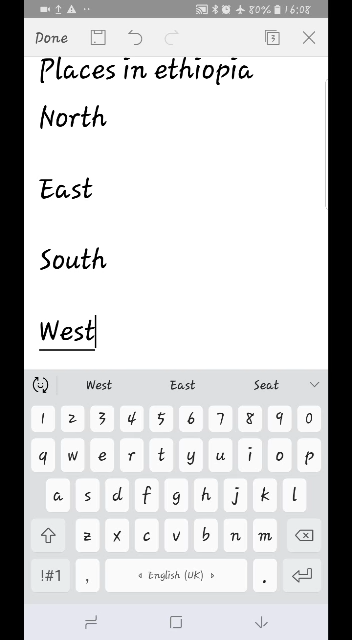 80% 16:08
Done 3
Places in ethiopia
North
East
South
West
West East Seat
1 2 3 4 5 6 7 8 9 0
q w e r t y u i o p
a s d f g h j k l
z x c v b n m
!#1 , < English (UK) > .